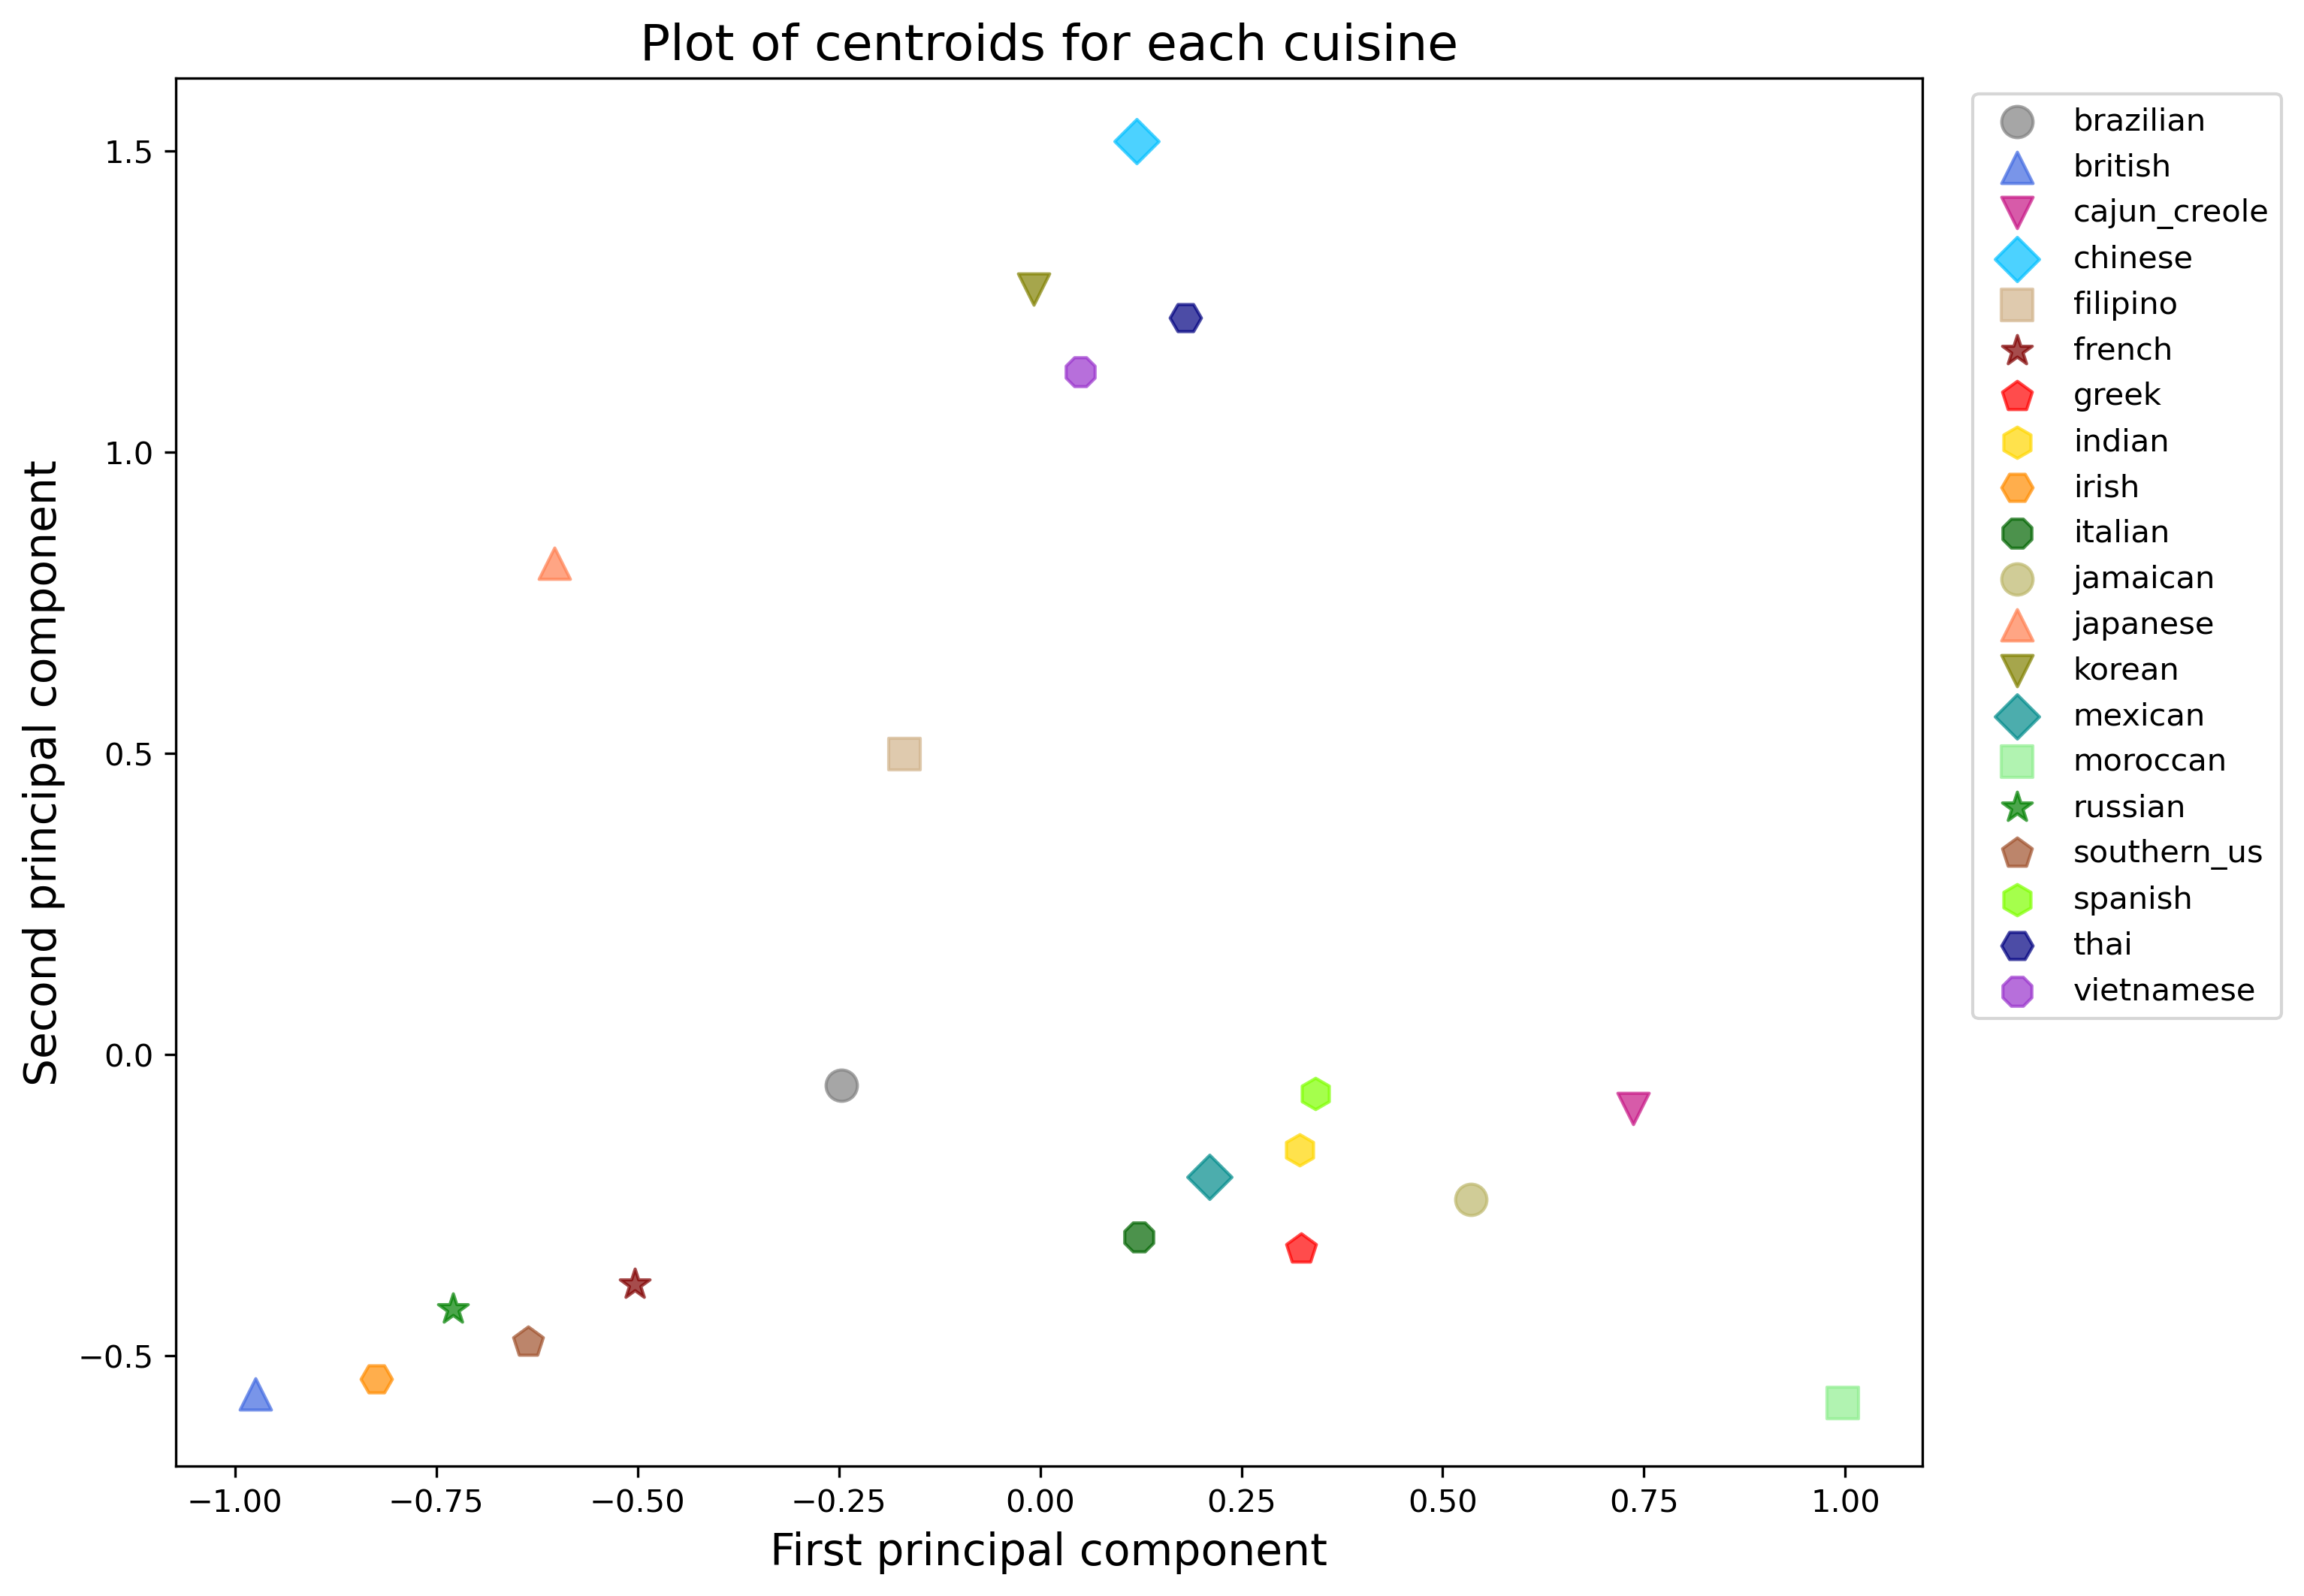 Plot of centroids for each cuisine
Second principal component
1.5
1.0
0.5
0.0
−0.5
−1.00
−0.75
−0.50
−0.25
0.00
0.25
0.50
0.75
1.00
First principal component
brazilian
british
cajun_creole
chinese
filipino
french
greek
indian
irish
italian
jamaican
japanese
korean
mexican
moroccan
russian
southern_us
spanish
thai
vietnamese